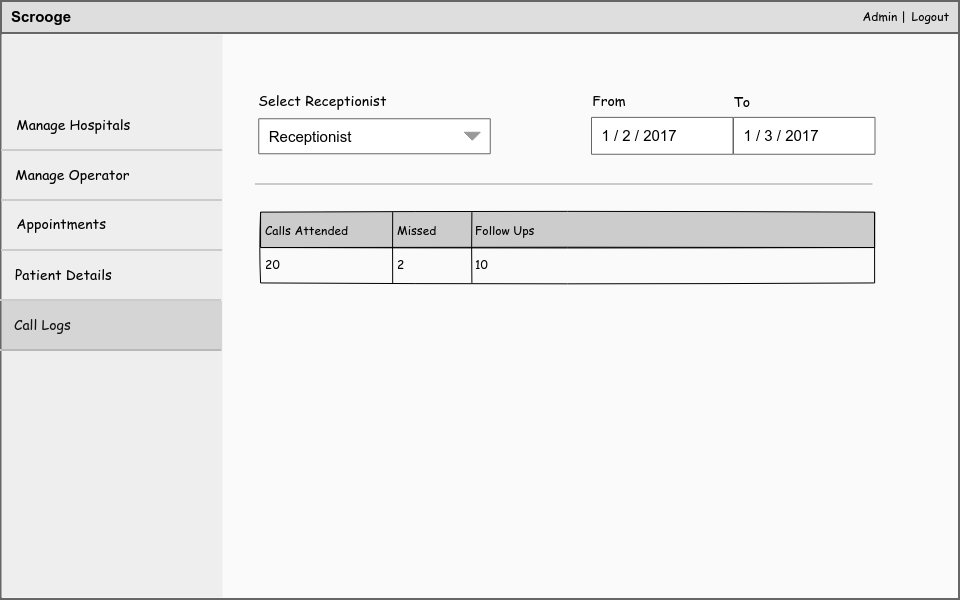 Scrooge
Admin | Logout
Manage Hospitals
Manage Operator
Appointments
Patient Details
Call Logs
Select Receptionist
Receptionist
From To
1 / 2 / 2017 1 / 3 / 2017
Calls Attended Missed Follow Ups
20 2 10